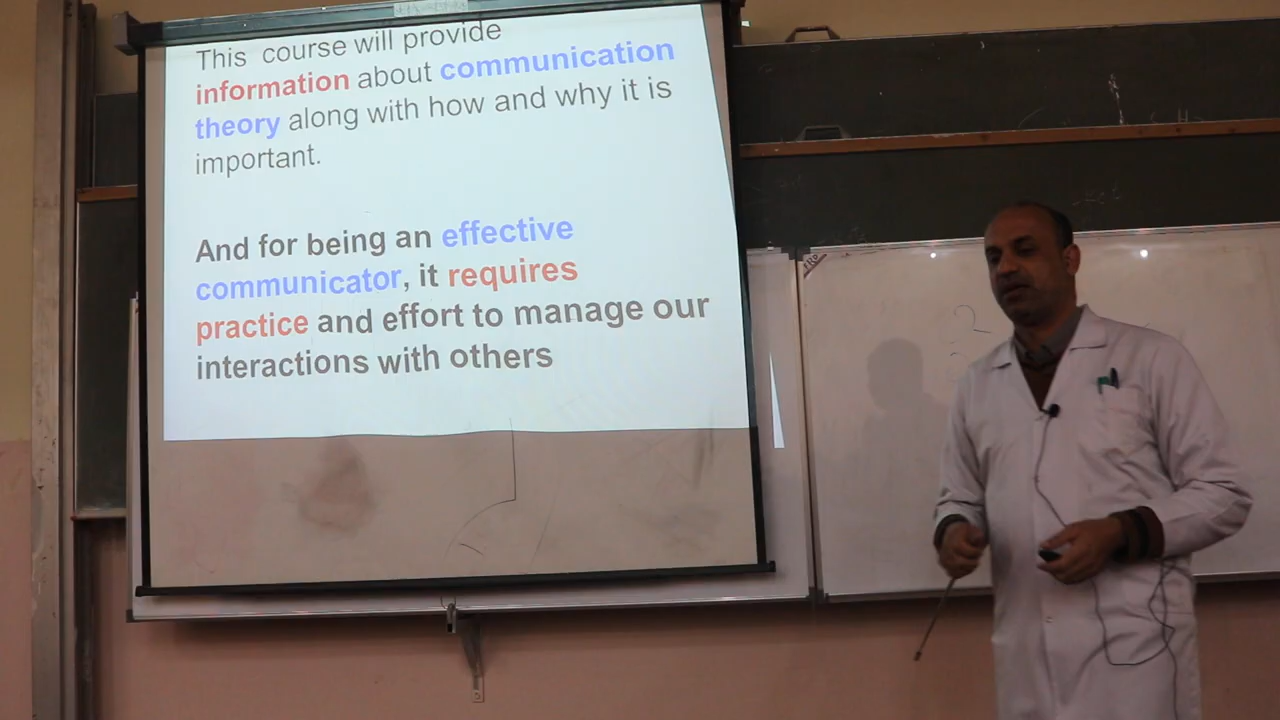 This course will provide
information about communication
theory along with how and why it is
important.
And for being an effective
communicator, it requires
practice and effort to manage our
interactions with others
2